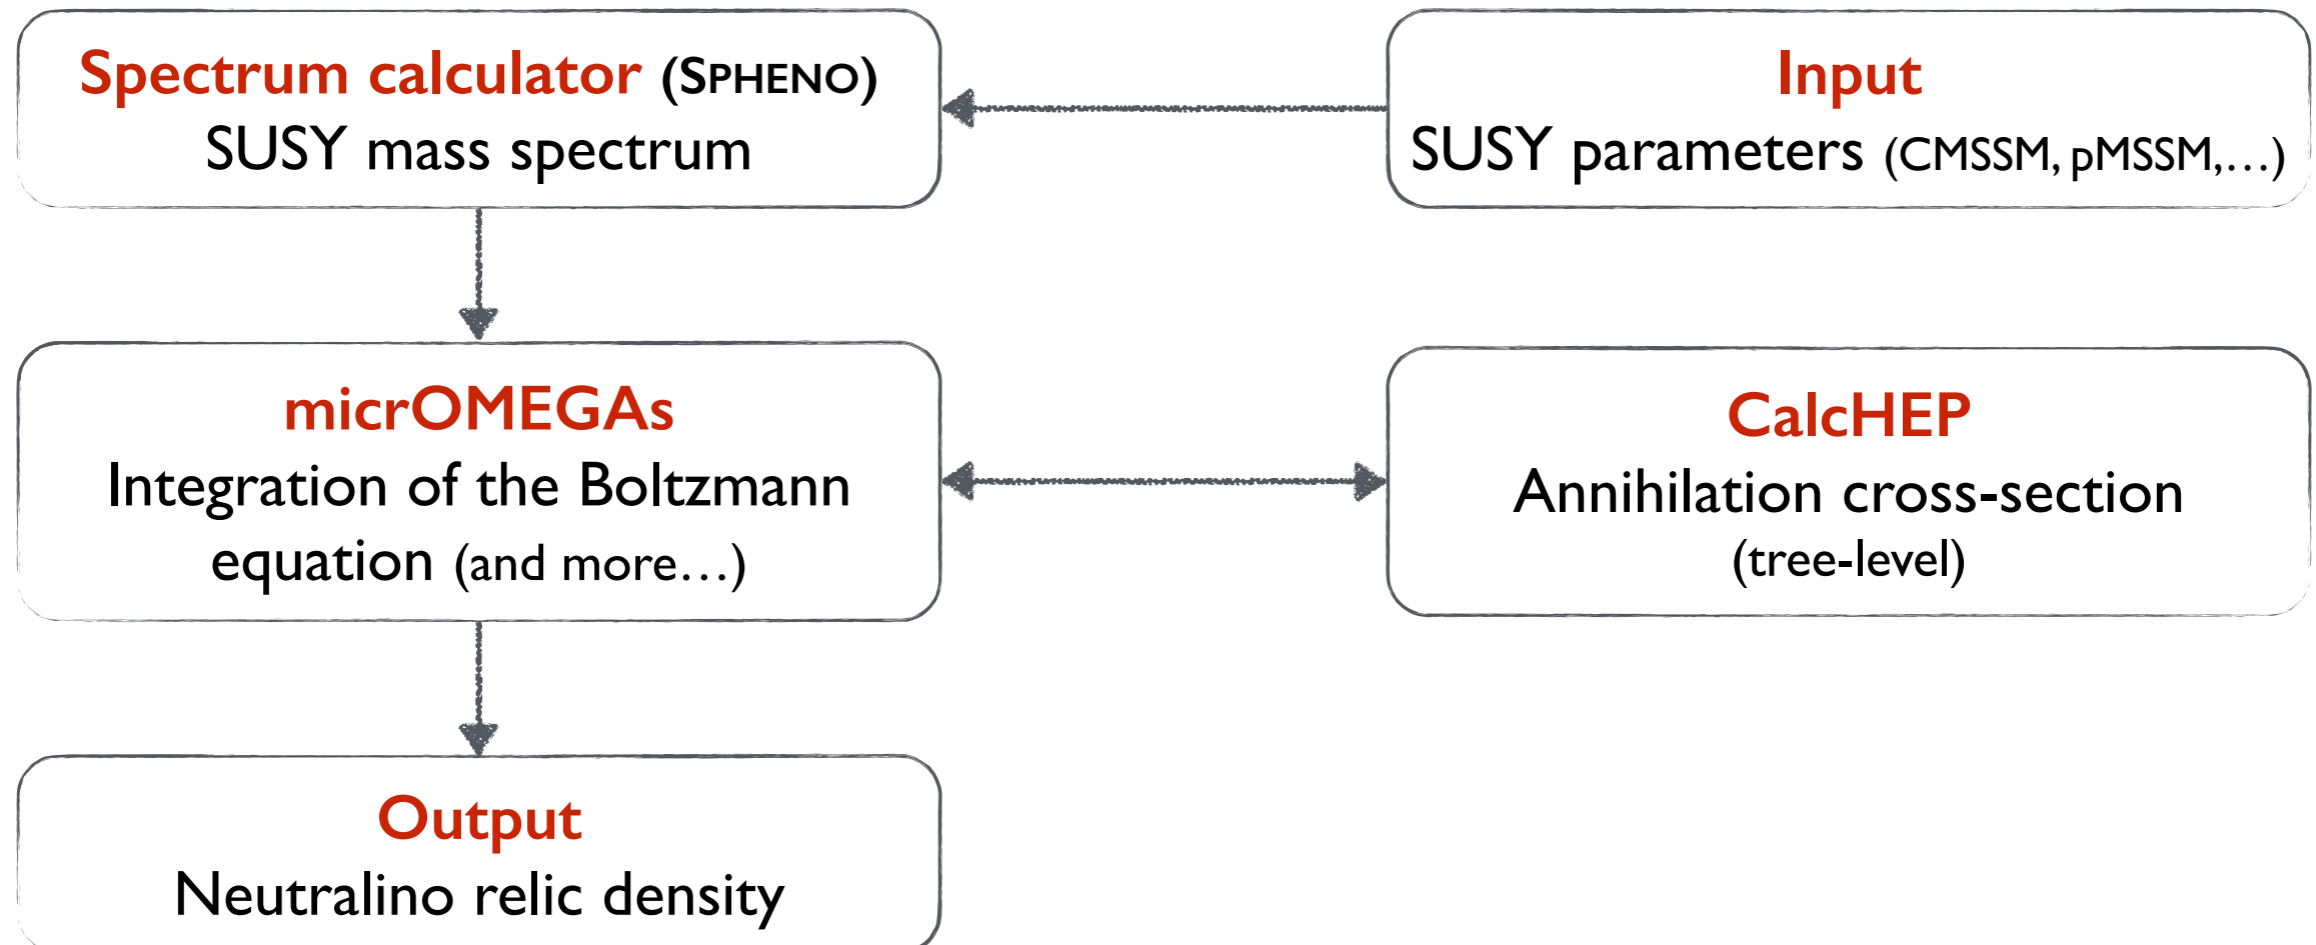 Spectrum calculator (SPHENO)
SUSY mass spectrum
Input
SUSY parameters (CMSSM, pMSSM,...)
micrOMEGAs
Integration of the Boltzmann
equation (and more...)
CalcHEP
Annihilation cross-section
(tree-level)
Output
Neutralino relic density